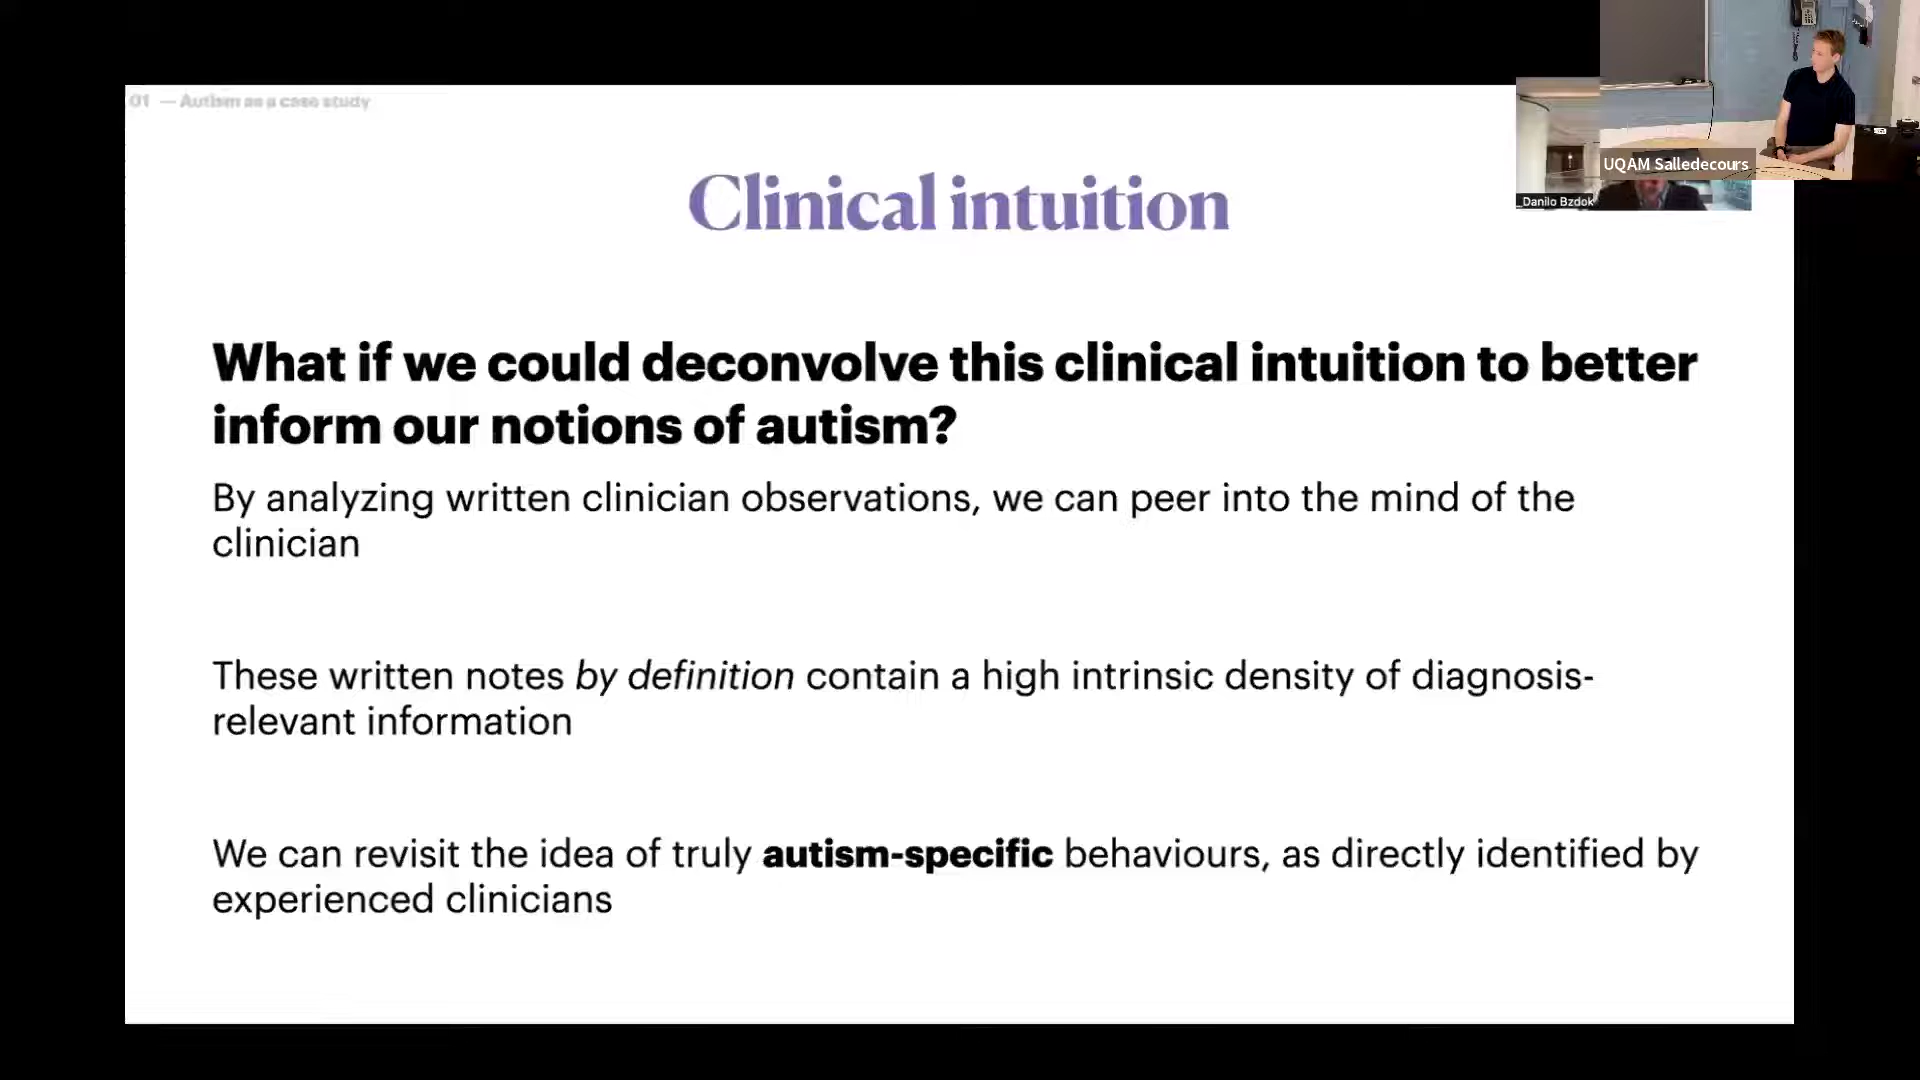 01 — Autism as a case study
UQAM Salledecours
Danilo Bzdok
Clinical intuition
What if we could deconvolve this clinical intuition to better
inform our notions of autism?
By analyzing written clinician observations, we can peer into the mind of the
clinician
These written notes by definition contain a high intrinsic density of diagnosis-
relevant information
We can revisit the idea of truly autism-specific behaviours, as directly identified by
experienced clinicians